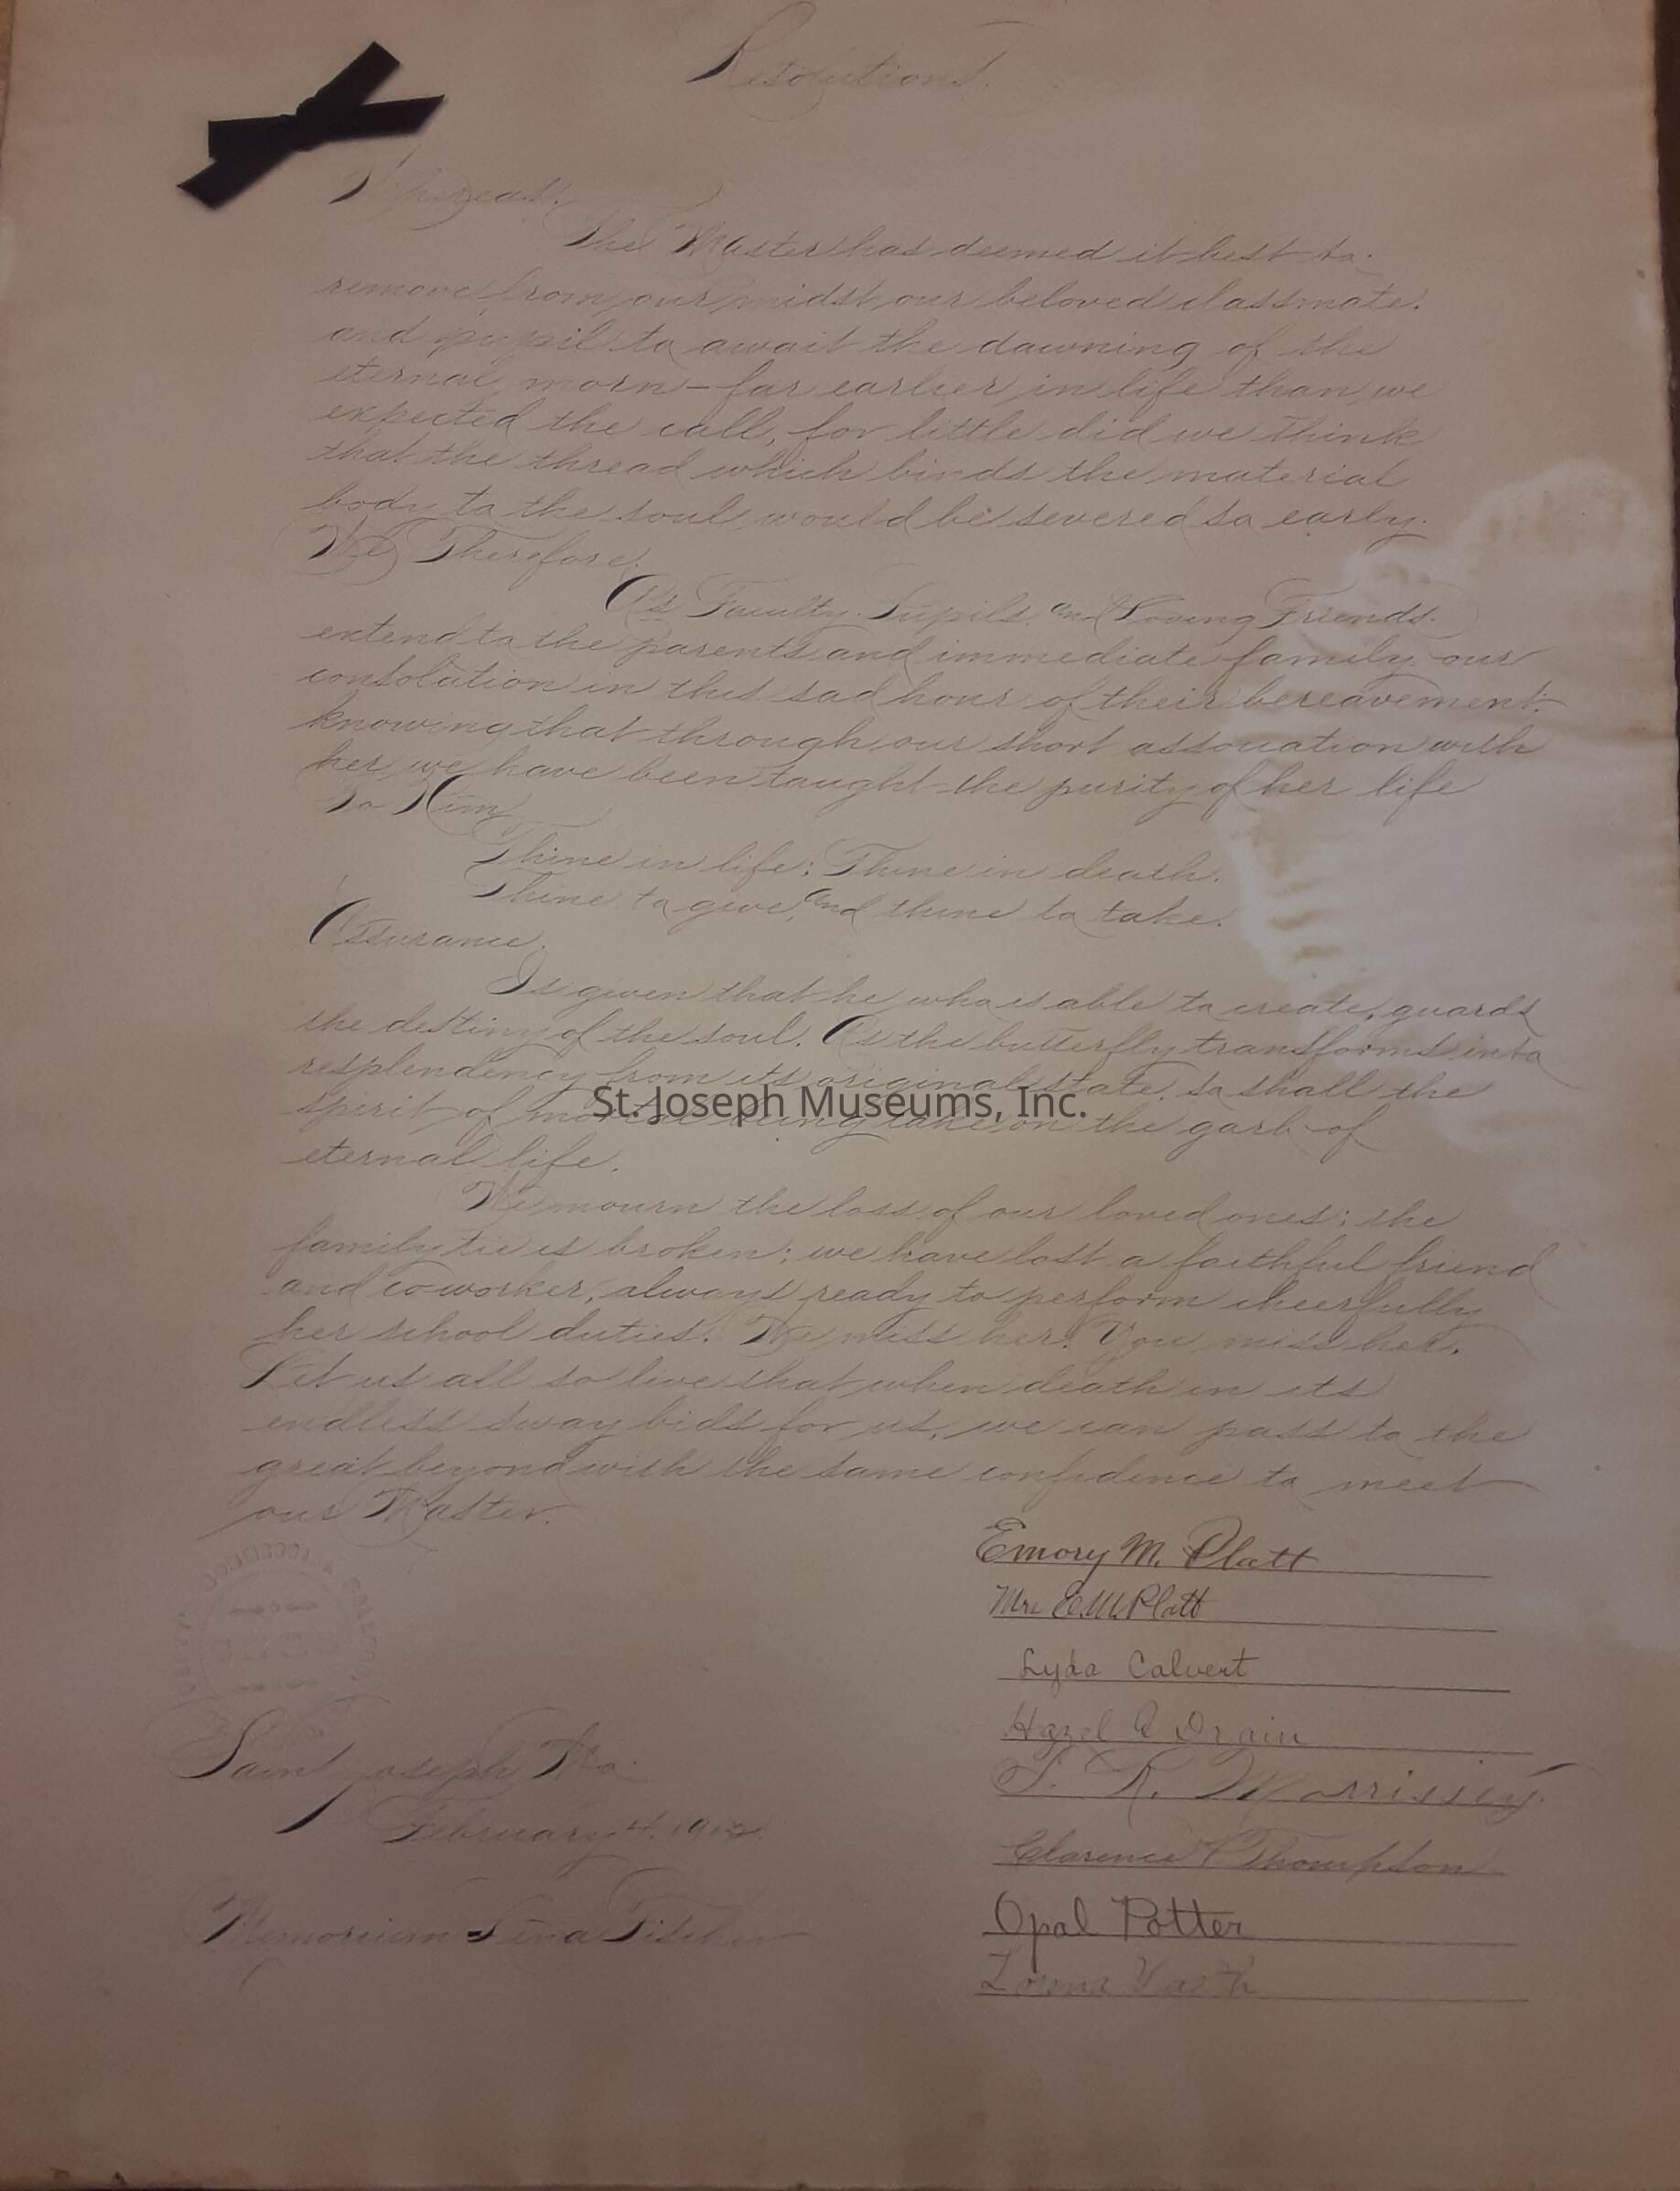 Resolutions.
Whereas.
The Master has deemed it best to
remove from our midst our beloved classmate.
and pupil to await the dawning of the
eternal morn – far earlier in life than we
expected the call, for little did we think
that the thread which binds the material
body to the soul would be severed so early.
We Therefore.
As Faculty. Pupils. and Loving Friends.
extend to the parents and immediate family our
consolation in this sad hour of their bereavement.
knowing that through our short association with
her we have been taught the purity of her life
To Him
Thine in life; Thine in death.
Thine to give, and thine to take.
Assurance.
Is given that he who is able to create, guards
the destiny of the soul. As the butterfly transforms into
resplendency from its original state. so shall the
St. Joseph Museums, Inc.
spirit of mortal being take on the garb of
eternal life.
We mourn the loss of our loved ones; the
family tie is broken; we have lost a faithful friend
and coworker, always ready to perform cheerfully
her school duties. We miss her. You miss her.
Let us all so live that when death in its
endless sway bids for us, we can pass to the
great beyond with the same confidence to meet
our Master.
Emory M. Platt
Mrs E. M. Platt
Lyda Calvert
Hazel Drain
R. Morrissey.
Clarence Thompson
Opal Potter
Saint Joseph Mo.
February 4. 1912
Memorium